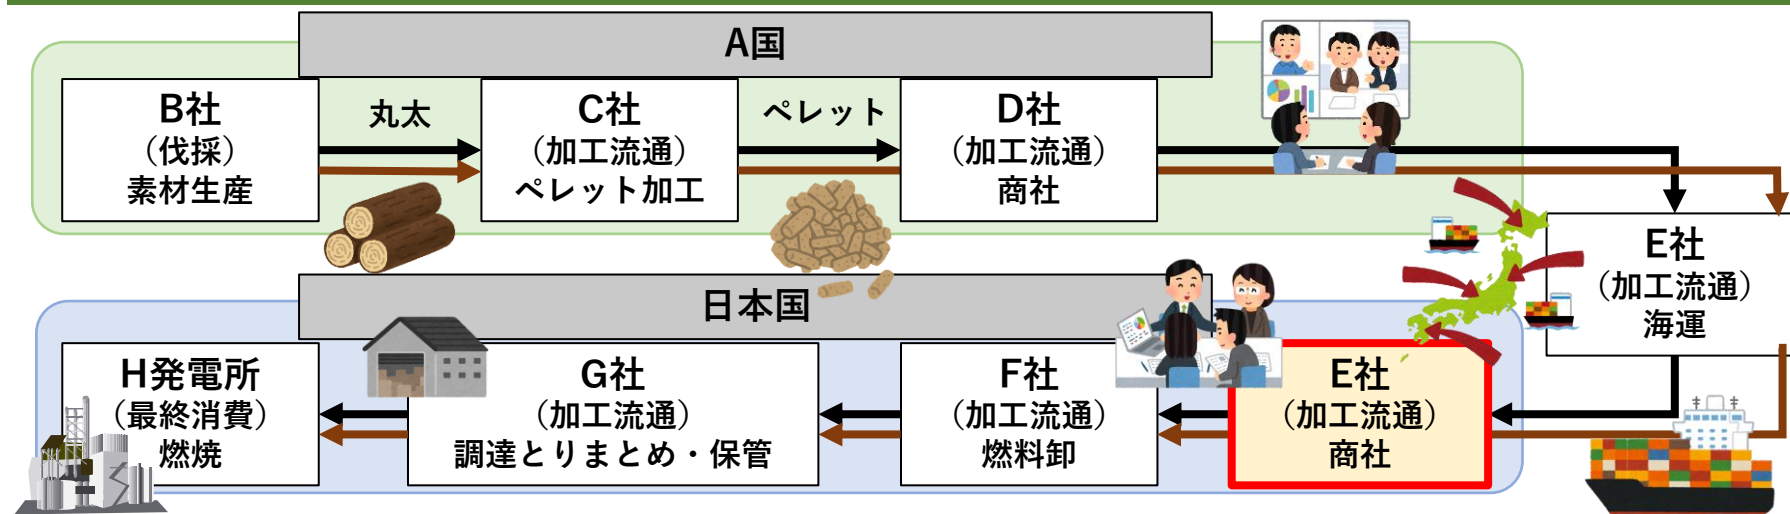 A国
B社
(伐採)
素材生産
丸太
C社
(加工流通)
ペレット加工
ペレット
D社
(加工流通)
商社
E社
(加工流通)
海運
日本国
H発電所
(最終消費)
燃焼
G社
(加工流通)
調達とりまとめ・保管
F社
(加工流通)
燃料卸
E社
(加工流通)
商社